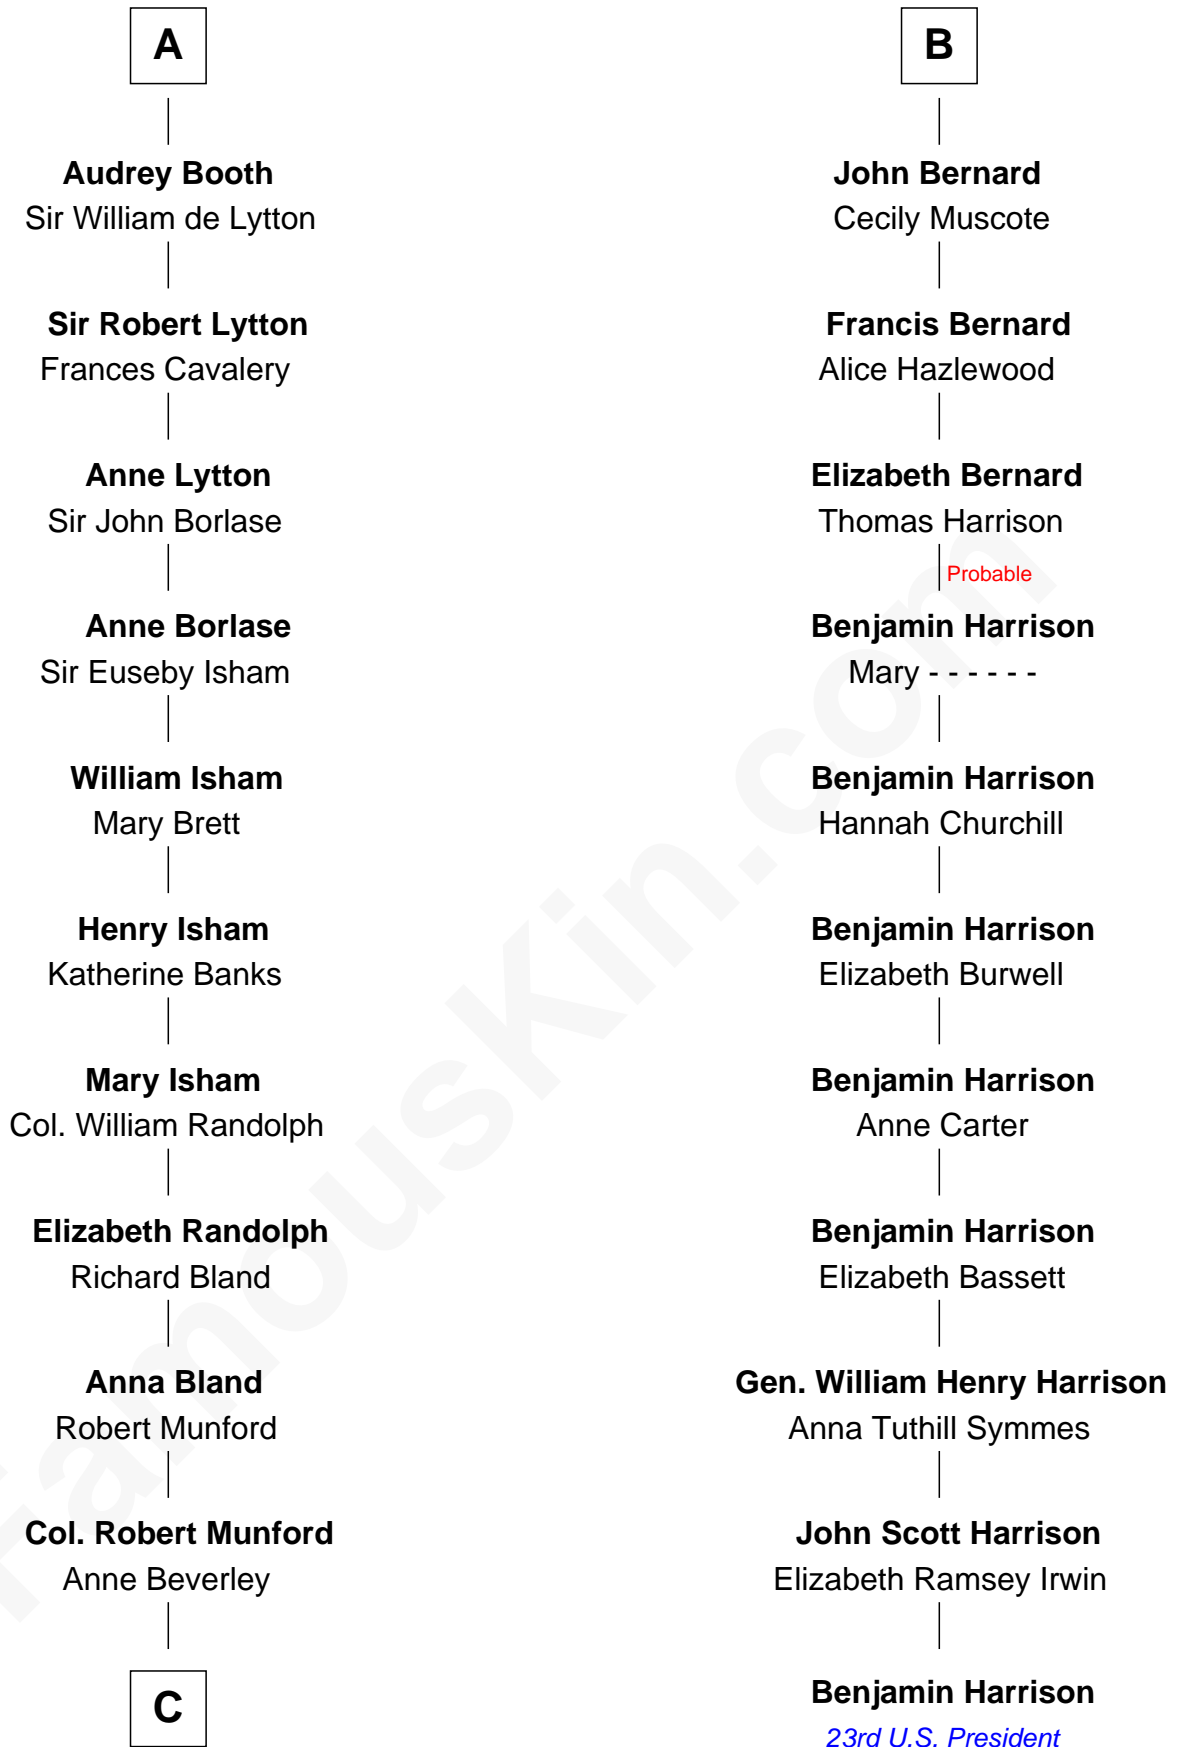 A
Audrey Booth
Sir William de Lytton
Sir Robert Lytton
Frances Cavalery
Anne Lytton
Sir John Borlase
Anne Borlase
Sir Euseby Isham
William Isham
Mary Brett
Henry Isham
Katherine Banks
Mary Isham
Col. William Randolph
Elizabeth Randolph
Richard Bland
Anna Bland
Robert Munford
Col. Robert Munford
Anne Beverley
C
B
John Bernard
Cecily Muscote
Francis Bernard
Alice Hazlewood
Elizabeth Bernard
Thomas Harrison
Probable
Benjamin Harrison
Mary - - - - - -
Benjamin Harrison
Hannah Churchill
Benjamin Harrison
Elizabeth Burwell
Benjamin Harrison
Anne Carter
Benjamin Harrison
Elizabeth Bassett
Gen. William Henry Harrison
Anna Tuthill Symmes
John Scott Harrison
Elizabeth Ramsey Irwin
Benjamin Harrison
23rd U.S. President
FamousKin.com